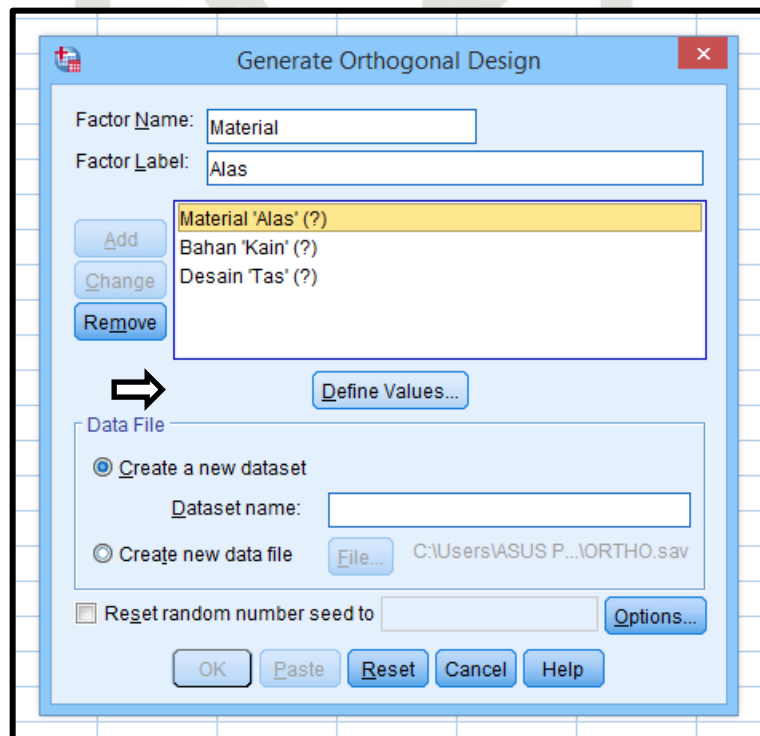 Generate Orthogonal Design
Factor Name: Material
Factor Label: Alas
Add
Change
Remove
Material 'Alas' (?)
Bahan 'Kain' (?)
Desain 'Tas' (?)
Define Values...
Data File
Create a new dataset
Dataset name:
Create new data file File... C:\Users\ASUS P...\ORTHO.sav
Reset random number seed to Options...
OK Paste Reset Cancel Help